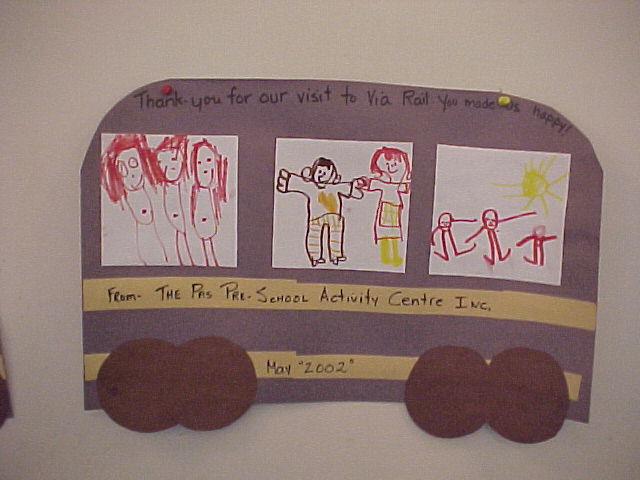 Thank-you for our visit to Via Rail you made us happy!
From- THE PAS PRE-SCHOOL Activity Centre INC.
May "2002"